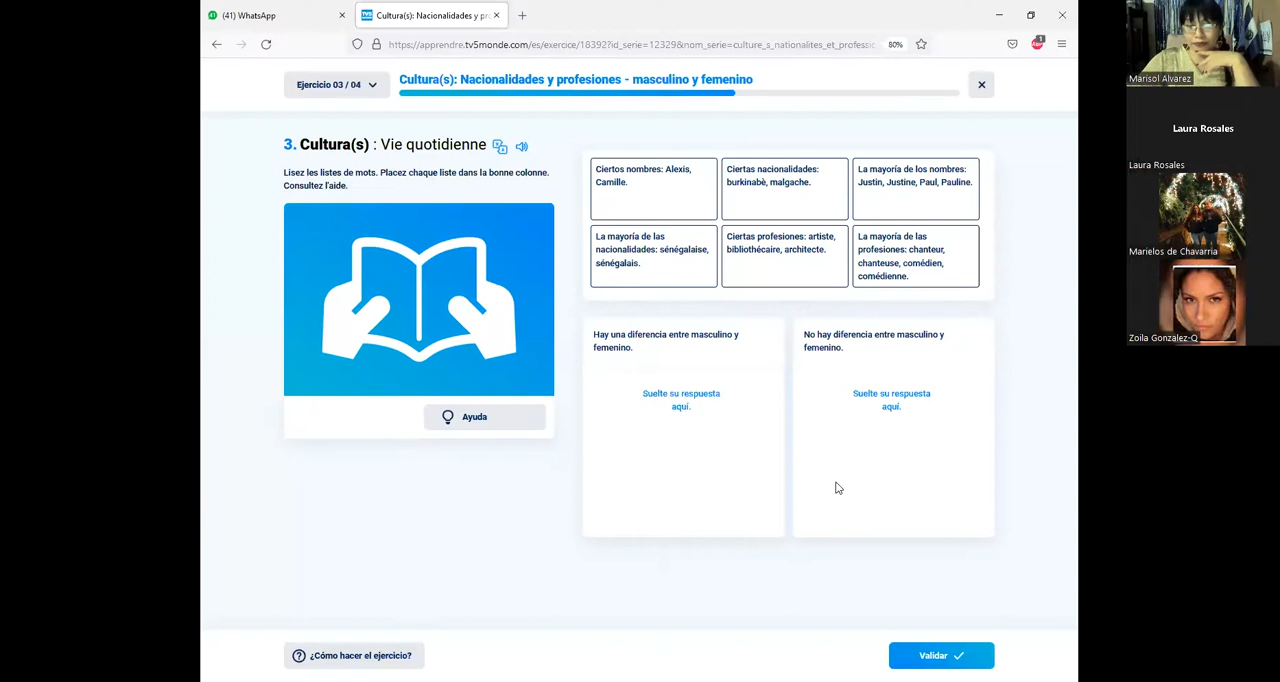 (41) WhatsApp
Cultura(s): Nacionalidades y pr
https://apprendre.tv5monde.com/es/exercice/18392?id_serie=12329&nom_serie=culture_s_nationalites_et_professic
80%
Ejercicio 03 / 04
Cultura(s): Nacionalidades y profesiones - masculino y femenino
3. Cultura(s) : Vie quotidienne
Lisez les listes de mots. Placez chaque liste dans la bonne colonne.
Consultez l'aide.
Ayuda
Ciertos nombres: Alexis,
Camille.
Ciertas nacionalidades:
burkinabè, malgache.
La mayoría de los nombres:
Justin, Justine, Paul, Pauline.
La mayoría de las
nacionalidades: sénégalaise,
sénégalais.
Ciertas profesiones: artiste,
bibliothécaire, architecte.
La mayoría de las
profesiones: chanteur,
chanteuse, comédien,
comédienne.
Hay una diferencia entre masculino y
femenino.
Suelte su respuesta
aquí.
No hay diferencia entre masculino y
femenino.
Suelte su respuesta
aquí.
¿Cómo hacer el ejercicio?
Validar
Marisol Alvarez
Laura Rosales
Laura Rosales
Marielos de Chavarria
Zoila Gonzalez-Q